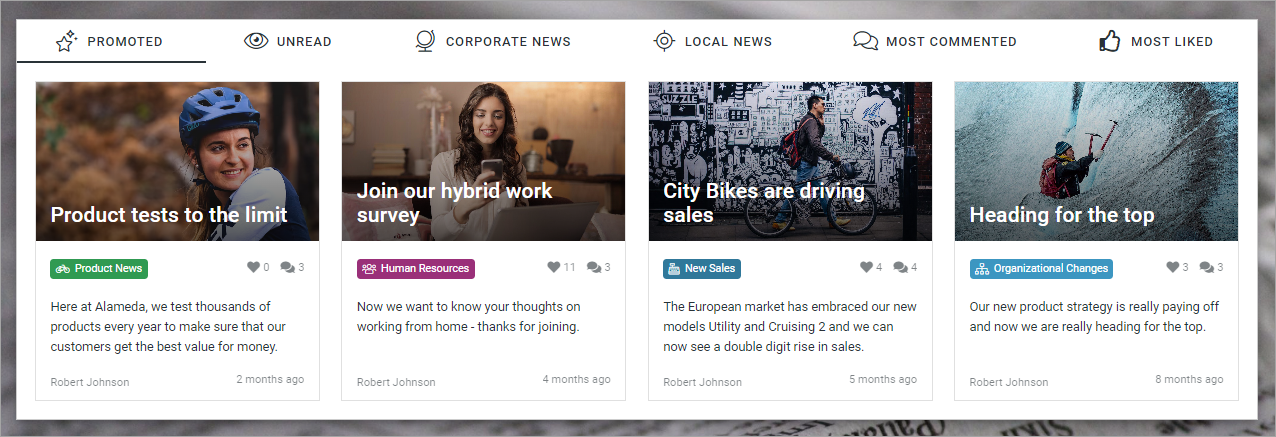 PROMOTED
UNREAD
CORPORATE NEWS
LOCAL NEWS
MOST COMMENTED
MOST LIKED
Product tests to the limit
Product News
0
3
Here at Alameda, we test thousands of
products every year to make sure that our
customers get the best value for money.
Robert Johnson
2 months ago
Join our hybrid work
survey
Human Resources
11
3
Now we want to know your thoughts on
working from home - thanks for joining.
Robert Johnson
4 months ago
SUZZLE
City Bikes are driving
sales
New Sales
4
4
The European market has embraced our new
models Utility and Cruising 2 and we can
now see a double digit rise in sales.
Robert Johnson
5 months ago
Heading for the top
Organizational Changes
3
3
Our new product strategy is really paying off
and now we are really heading for the top.
Robert Johnson
8 months ago